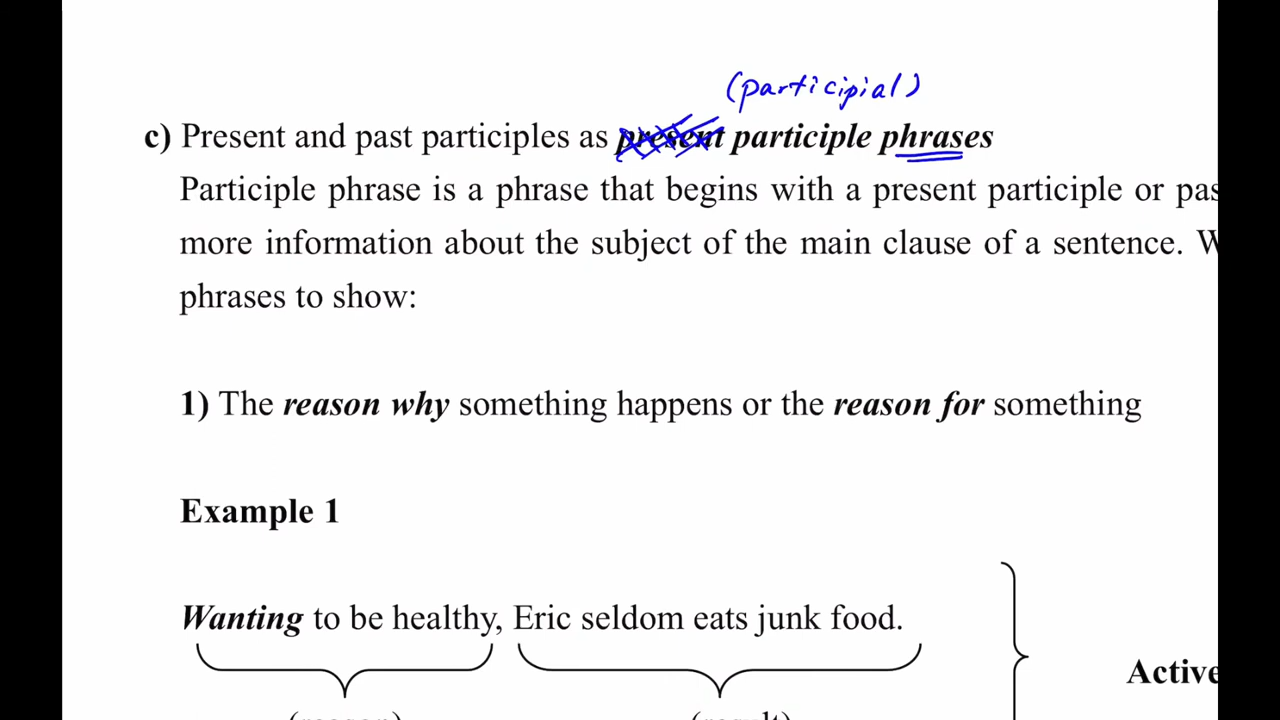 (participial)
c) Present and past participles as present participle phrases
Participle phrase is a phrase that begins with a present participle or
more information about the subject of the main clause of a sentence.
phrases to show:
1) The reason why something happens or the reason for something
Example 1
Wanting to be healthy, Eric seldom eats junk food.
Active
(reason) (result)